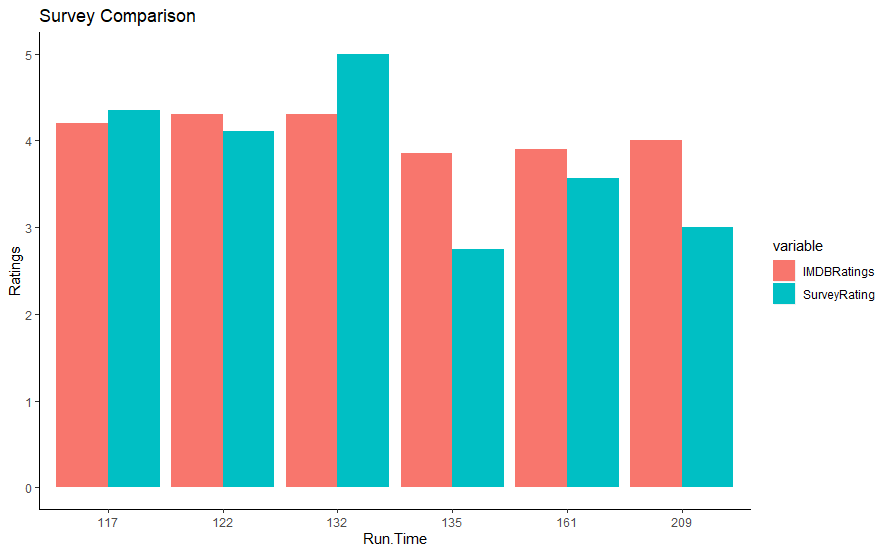 Survey Comparison
Ratings
5
4
3
2
1
0
117 122 132 135 161 209
Run.Time
variable
IMDBRatings
SurveyRating